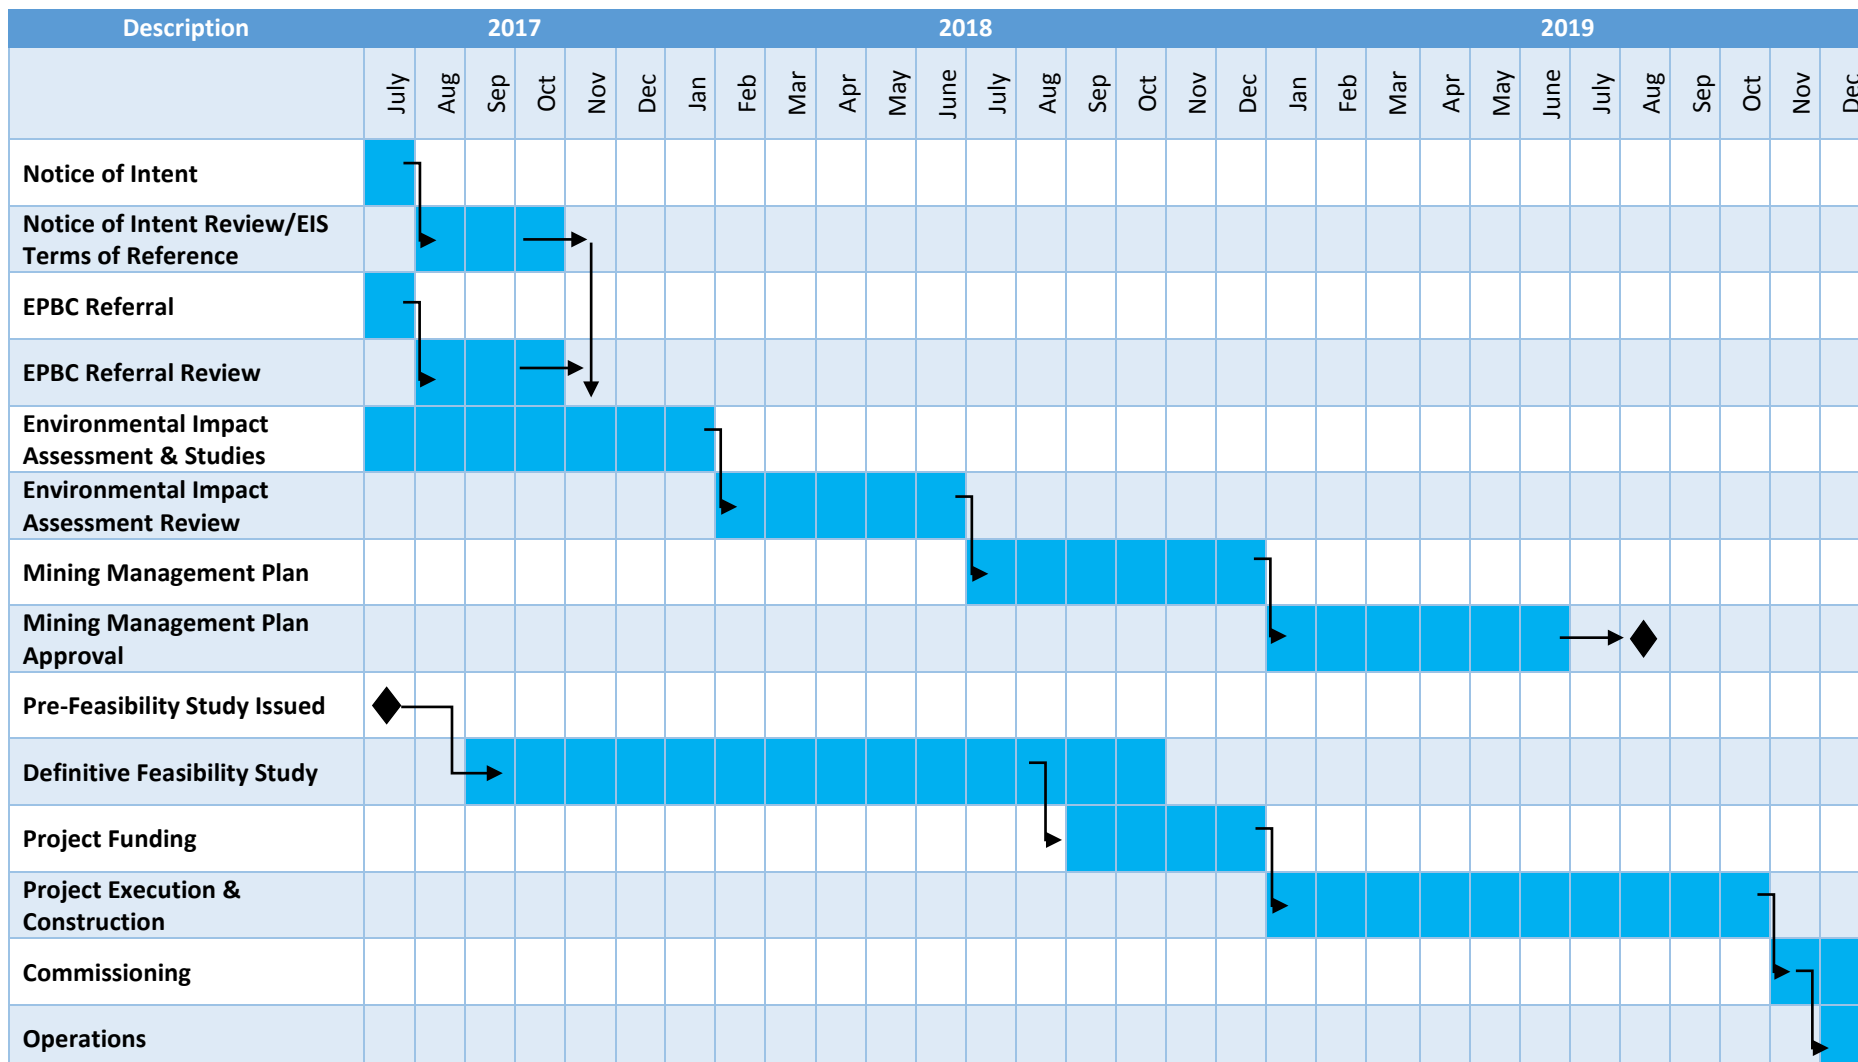 Description 2017 2018 2019
July Aug Sep Oct Nov Dec Jan Feb Mar Apr May June July Aug Sep Oct Nov Dec Jan Feb Mar Apr May June July Aug Sep Oct Nov Dec
Notice of Intent
Notice of Intent Review/EIS
Terms of Reference
EPBC Referral
EPBC Referral Review
Environmental Impact
Assessment & Studies
Environmental Impact
Assessment Review
Mining Management Plan
Mining Management Plan
Approval
Pre-Feasibility Study Issued
Definitive Feasibility Study
Project Funding
Project Execution &
Construction
Commissioning
Operations